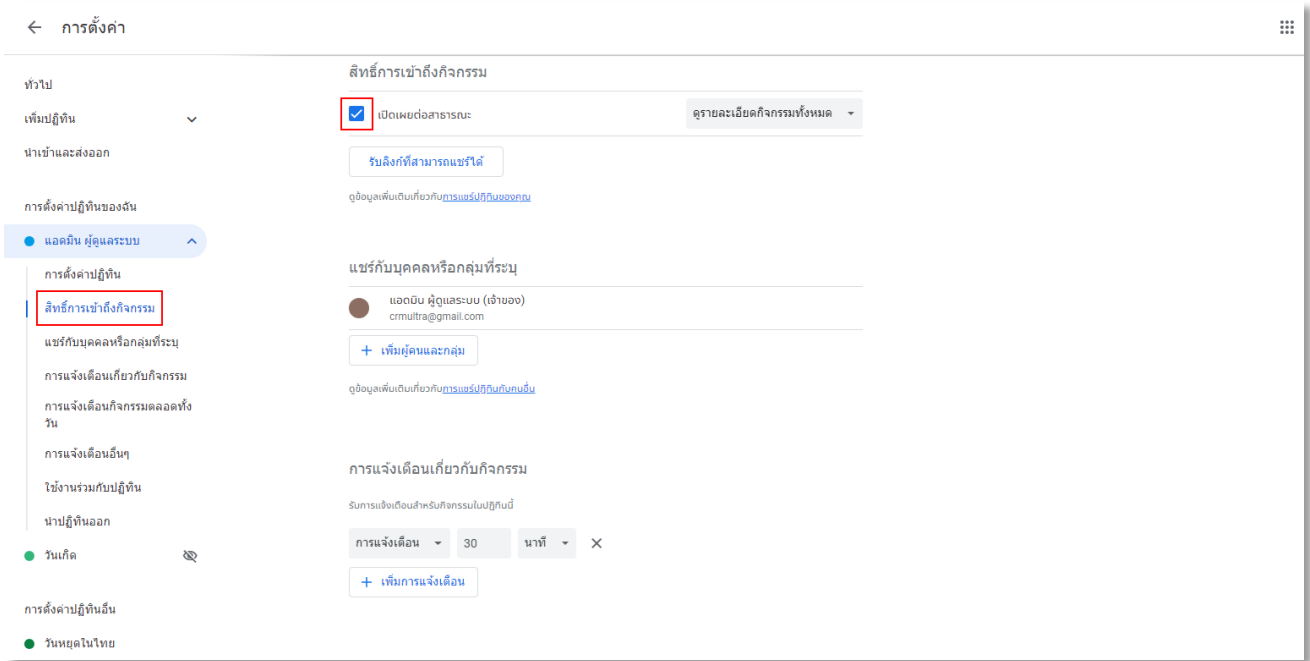 การตั้งค่า
ทั่วไป
เพิ่มปฏิทิน
นำเข้าและส่งออก
การตั้งค่าปฏิทินของฉัน
แอดมิน ผู้ดูแลระบบ
การตั้งค่าปฏิทิน
สิทธิ์การเข้าถึงกิจกรรม
แชร์กับบุคคลหรือกลุ่มที่ระบุ
การแจ้งเตือนเกี่ยวกับกิจกรรม
การแจ้งเตือนกิจกรรมตลอดทั้ง
วัน
การแจ้งเตือนอื่นๆ
ใช้งานร่วมกับปฏิทิน
นำปฏิทินออก
วันเกิด
การตั้งค่าปฏิทินอื่น
วันหยุดในไทย
สิทธิ์การเข้าถึงกิจกรรม
เปิดเผยต่อสาธารณะ
ดูรายละเอียดกิจกรรมทั้งหมด
รับลิงก์ที่สามารถแชร์ได้
ดูข้อมูลเพิ่มเติมเกี่ยวกับการแชร์ปฏิทินของคุณ
แชร์กับบุคคลหรือกลุ่มที่ระบุ
แอดมิน ผู้ดูแลระบบ (เจ้าของ)
crmultra@gmail.com
เพิ่มผู้คนและกลุ่ม
ดูข้อมูลเพิ่มเติมเกี่ยวกับการแชร์ปฏิทินกับคนอื่น
การแจ้งเตือนเกี่ยวกับกิจกรรม
รับการแจ้งเตือนสำหรับกิจกรรมในปฏิทินนี้
การแจ้งเตือน 30 นาที
เพิ่มการแจ้งเตือน